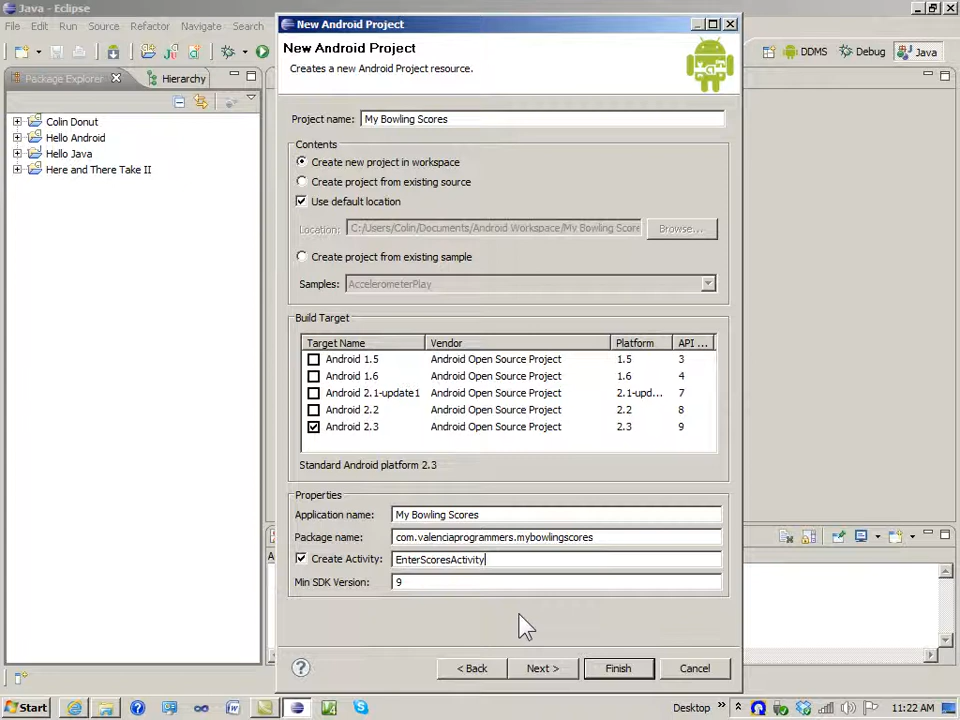 Java - Eclipse
New Android Project
File Edit Run Source Refactor Navigate Search
New Android Project
Creates a new Android Project resource.
DDMS Debug Java
Package Explorer Hierarchy
Colin Donut
Hello Android
Hello Java
Here and There Take II
Project name: My Bowling Scores
Contents
Create new project in workspace
Create project from existing source
Use default location
Location: C:/Users/Colin/Documents/Android Workspace/My Bowling Score
Browse...
Create project from existing sample
Samples: AccelerometerPlay
Build Target
Target Name Vendor Platform API ...
Android 1.5 Android Open Source Project 1.5 3
Android 1.6 Android Open Source Project 1.6 4
Android 2.1-update1 Android Open Source Project 2.1-upd... 7
Android 2.2 Android Open Source Project 2.2 8
Android 2.3 Android Open Source Project 2.3 9
Standard Android platform 2.3
Properties
Application name: My Bowling Scores
Package name: com.valenciaprogrammers.mybowlingscores
Create Activity: EnterScoresActivity
Min SDK Version: 9
< Back Next > Finish Cancel
Start Desktop » 11:22 AM